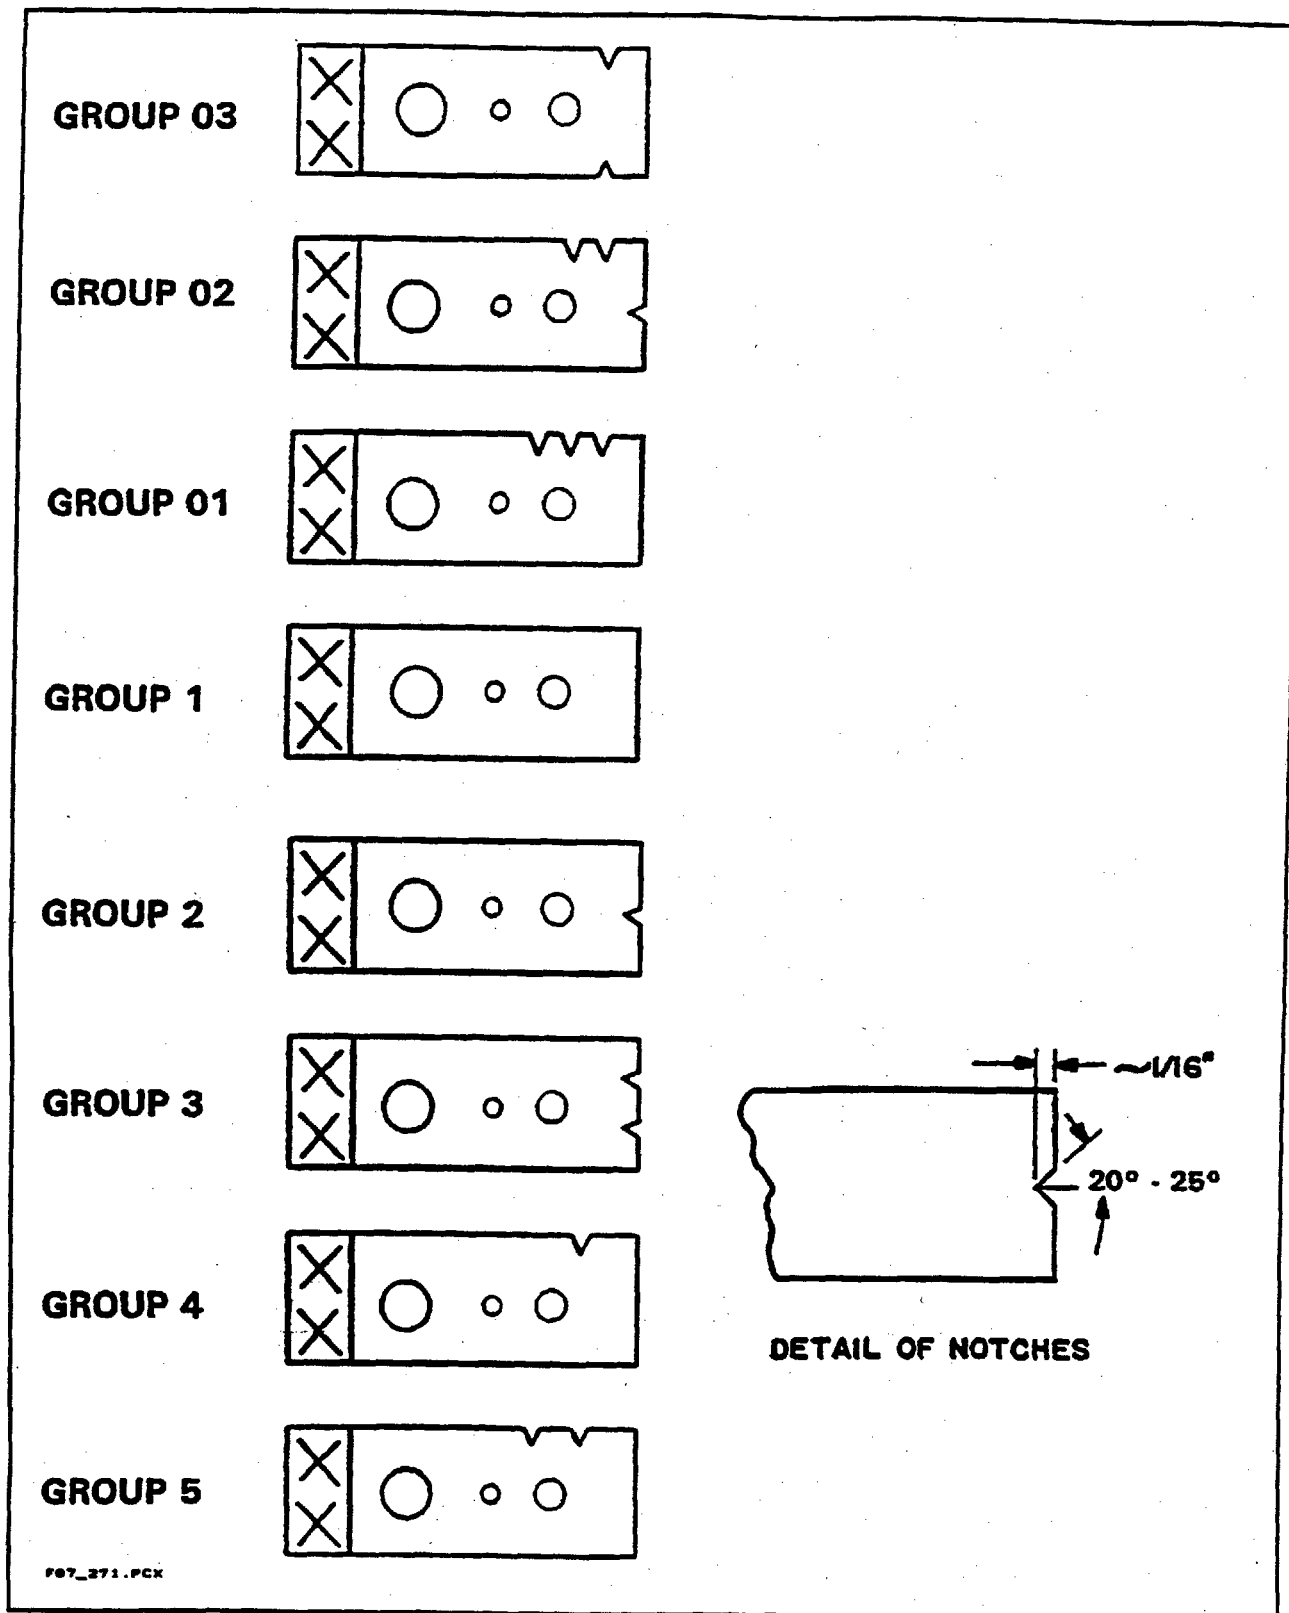 GROUP 03
GROUP 02
GROUP 01
GROUP 1
GROUP 2
GROUP 3
~1/16"
20° - 25°
GROUP 4
DETAIL OF NOTCHES
GROUP 5
F07_271.PCX